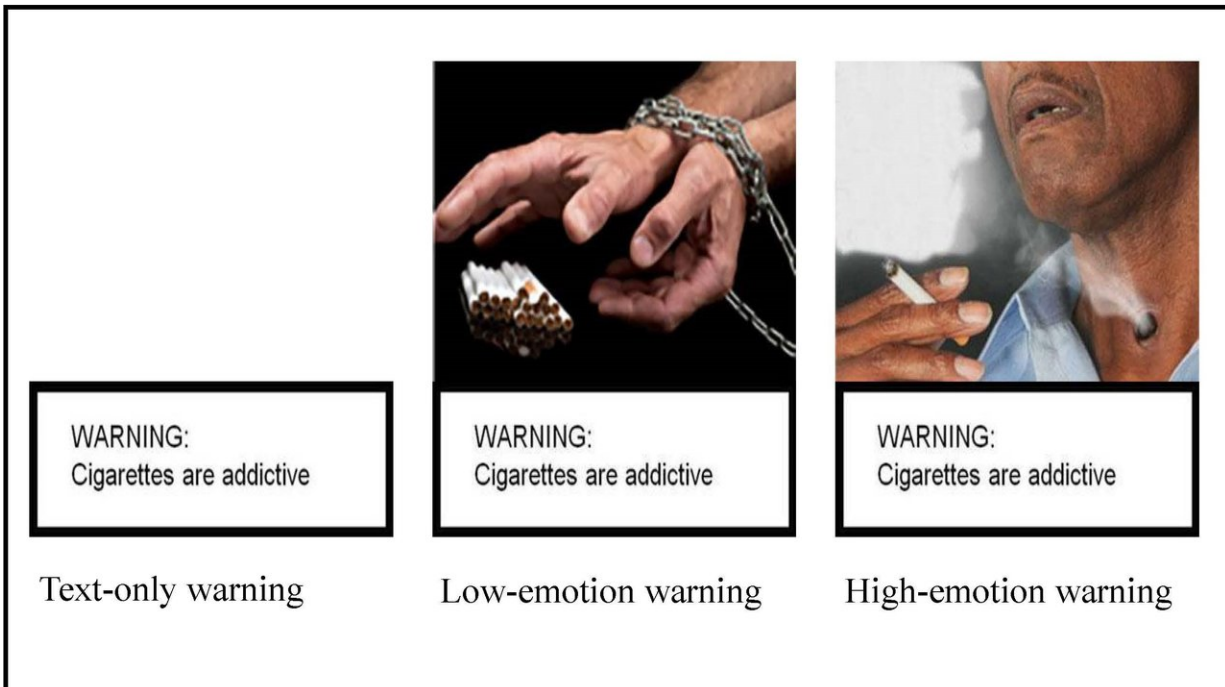 WARNING:
Cigarettes are addictive
WARNING:
Cigarettes are addictive
WARNING:
Cigarettes are addictive
Text-only warning
Low-emotion warning
High-emotion warning